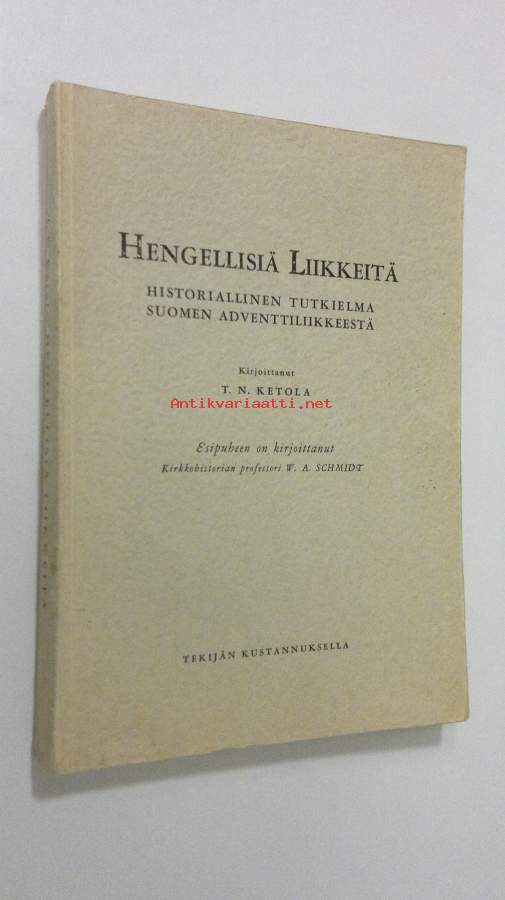 HENGELLISIÄ LIIKKEITÄ
HISTORIALLINEN TUTKIELMA
SUOMEN ADVENTTILIIKKEESTÄ
Kirjoittanut
T. N. KETOLA
Antikvariaatti.net
Esipuheen on kirjoittanut
Kirkkohistorian professori W. A. SCHMIDT
TEKIJÄN KUSTANNUKSELLA